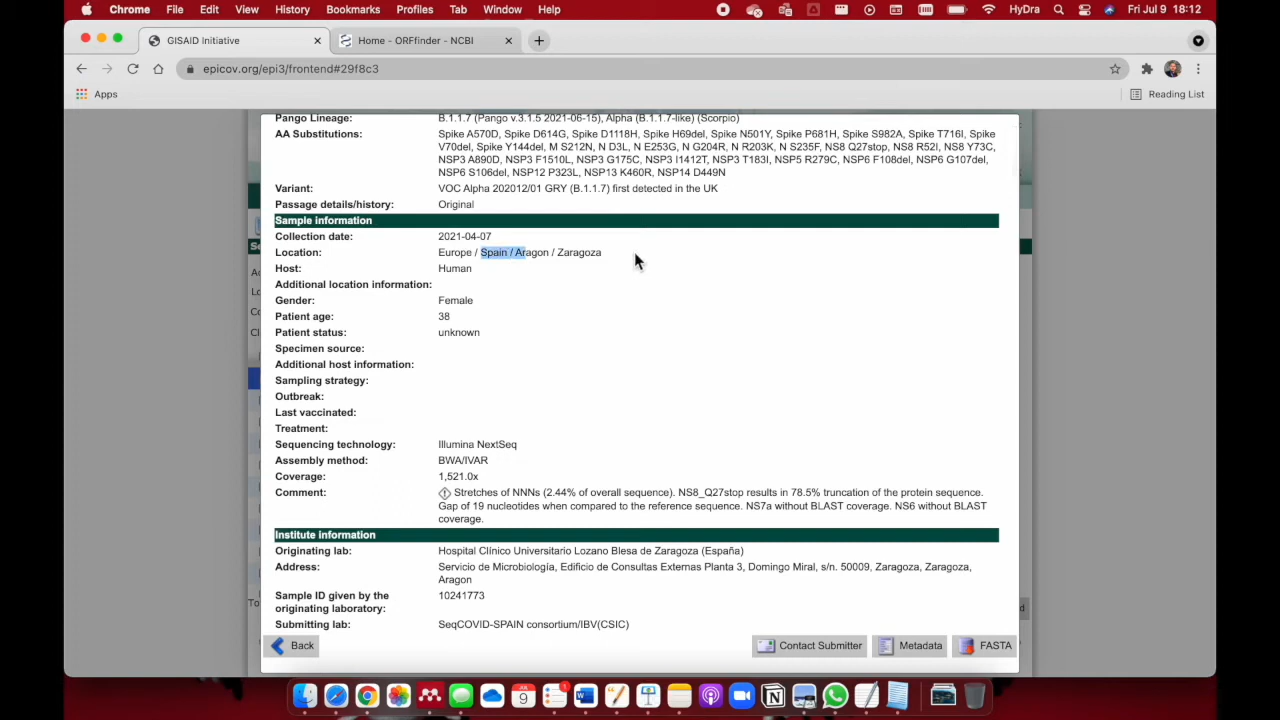 Chrome File Edit View History Bookmarks Profiles Tab Window Help HyDra Fri Jul 9 18:12
GISAID Initiative Home - ORFfinder - NCBI
epicov.org/epi3/frontend#29f8c3
Apps Reading List
Pango Lineage: B.1.1.7 (Pango v.3.1.5 2021-06-15), Alpha (B.1.1.7-like) (Scorpio)
AA Substitutions: Spike A570D, Spike D614G, Spike D1118H, Spike H69del, Spike N501Y, Spike P681H, Spike S982A, Spike T716I, Spike
V70del, Spike Y144del, M S212N, N D3L, N E253G, N G204R, N R203K, N S235F, NS8 Q27stop, NS8 R52I, NS8 Y73C,
NSP3 A890D, NSP3 F1510L, NSP3 G175C, NSP3 I1412T, NSP3 T183I, NSP5 R279C, NSP6 F108del, NSP6 G107del,
NSP6 S106del, NSP12 P323L, NSP13 K460R, NSP14 D449N
Variant: VOC Alpha 202012/01 GRY (B.1.1.7) first detected in the UK
Passage details/history: Original
Sample information
Collection date: 2021-04-07
Location: Europe / Spain / Aragon / Zaragoza
Host: Human
Additional location information:
Gender: Female
Patient age: 38
Patient status: unknown
Specimen source:
Additional host information:
Sampling strategy:
Outbreak:
Last vaccinated:
Treatment:
Sequencing technology: Illumina NextSeq
Assembly method: BWA/IVAR
Coverage: 1,521.0x
Comment: Stretches of NNNs (2.44% of overall sequence). NS8_Q27stop results in 78.5% truncation of the protein sequence.
Gap of 19 nucleotides when compared to the reference sequence. NS7a without BLAST coverage. NS6 without BLAST
coverage.
Institute information
Originating lab: Hospital Clínico Universitario Lozano Blesa de Zaragoza (España)
Address: Servicio de Microbiología, Edificio de Consultas Externas Planta 3, Domingo Miral, s/n. 50009, Zaragoza, Zaragoza,
Aragon
Sample ID given by the
originating laboratory: 10241773
Submitting lab: SeqCOVID-SPAIN consortium/IBV(CSIC)
Back Contact Submitter Metadata FASTA